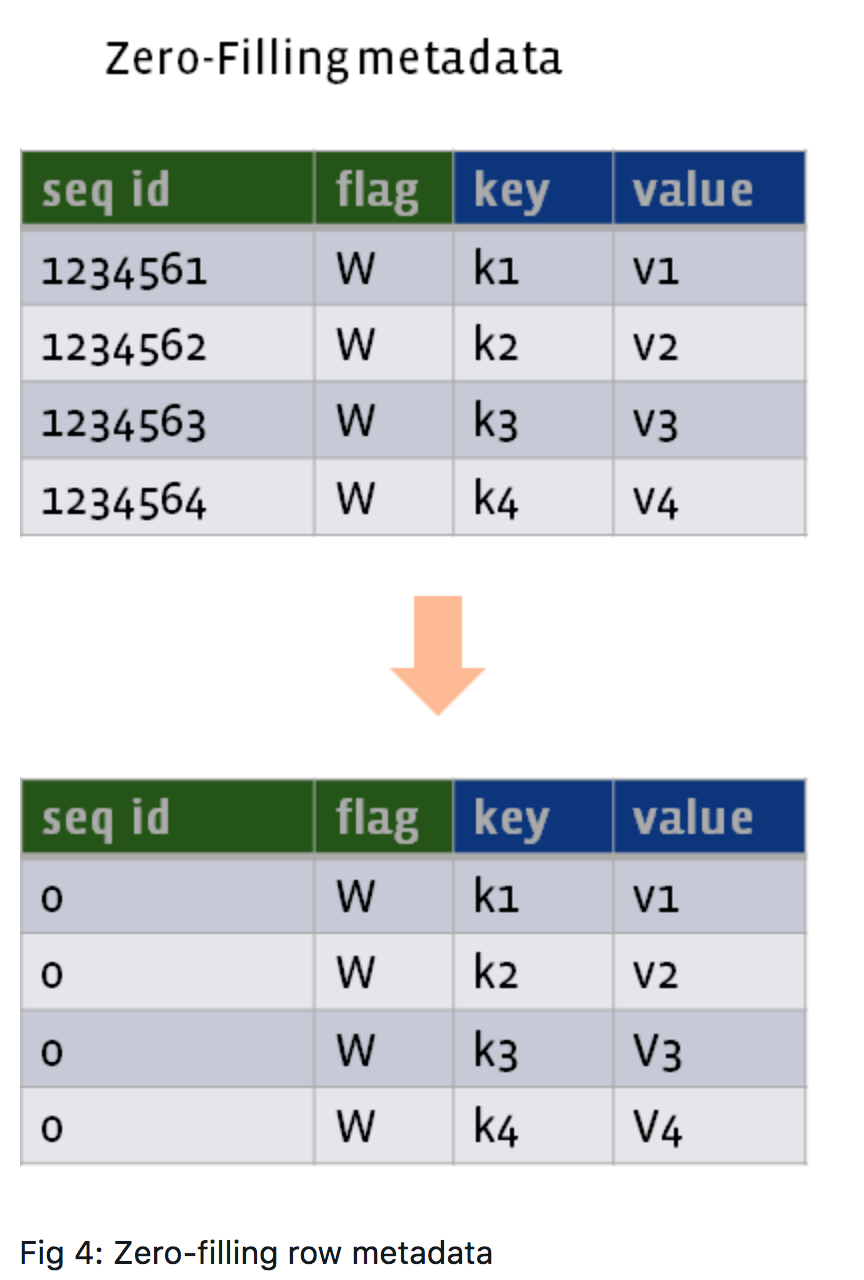 Zero-Filling metadata
seq id flag key value
1234561 W k1 v1
1234562 W k2 v2
1234563 W k3 v3
1234564 W k4 v4
seq id flag key value
0 W k1 v1
0 W k2 v2
0 W k3 V3
0 W k4 V4
Fig 4: Zero-filling row metadata